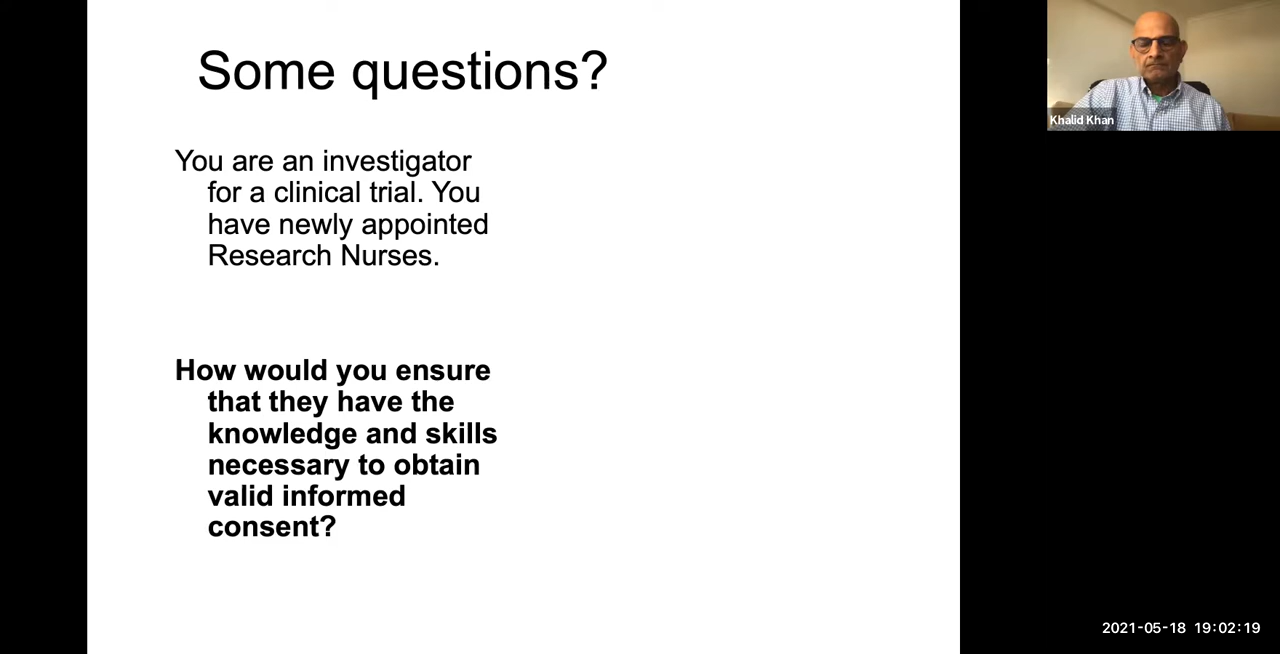 Some questions?
You are an investigator
for a clinical trial. You
have newly appointed
Research Nurses.
How would you ensure
that they have the
knowledge and skills
necessary to obtain
valid informed
consent?
Khalid Khan
2021-05-18 19:02:19